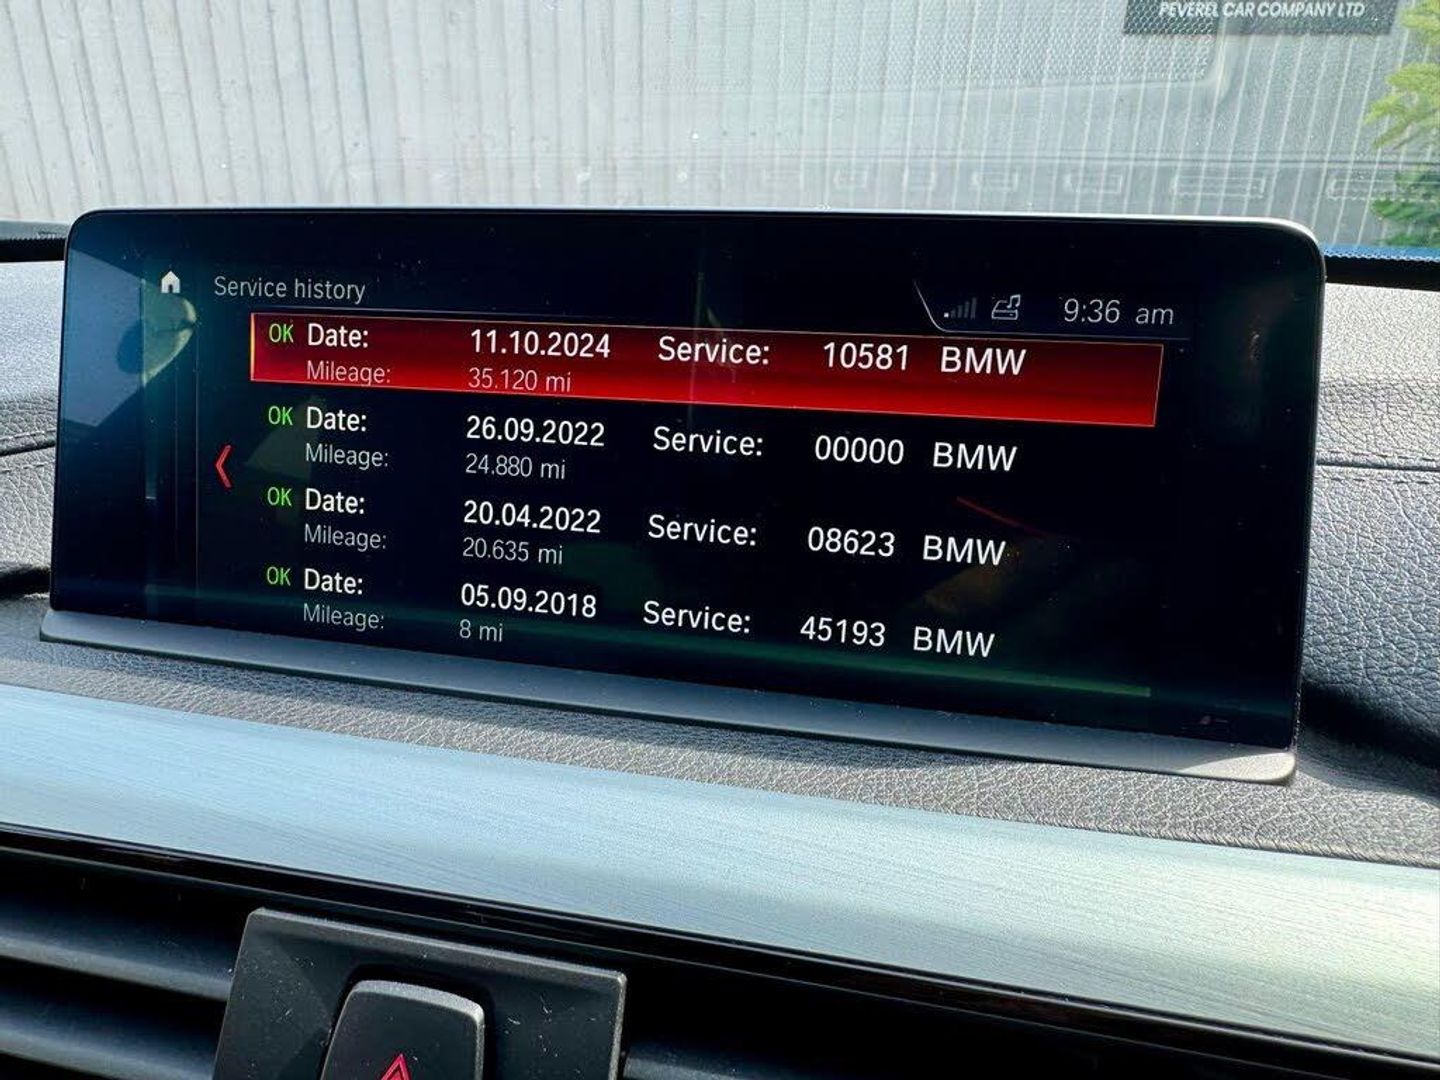 PEVEREL CAR COMPANY LTD
Service history
9:36 am
OK Date: 11.10.2024 Service: 10581 BMW
Mileage: 35.120 mi
OK Date: 26.09.2022 Service: 00000 BMW
Mileage: 24.880 mi
OK Date: 20.04.2022 Service: 08623 BMW
Mileage: 20.635 mi
OK Date: 05.09.2018 Service: 45193 BMW
Mileage: 8 mi